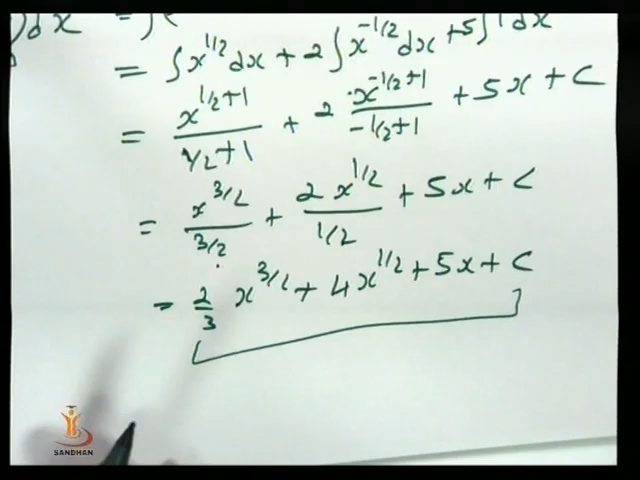 dx = ∫
= ∫x^1/2 dx + 2∫x^-1/2 dx + 5∫1 dx
= x^(1/2+1)/(1/2+1) + 2 x^(-1/2+1)/(-1/2+1) + 5x + C
= x^3/2/(3/2) + 2x^1/2/(1/2) + 5x + C
= 2/3 x^3/2 + 4x^1/2 + 5x + C
SANDHAN